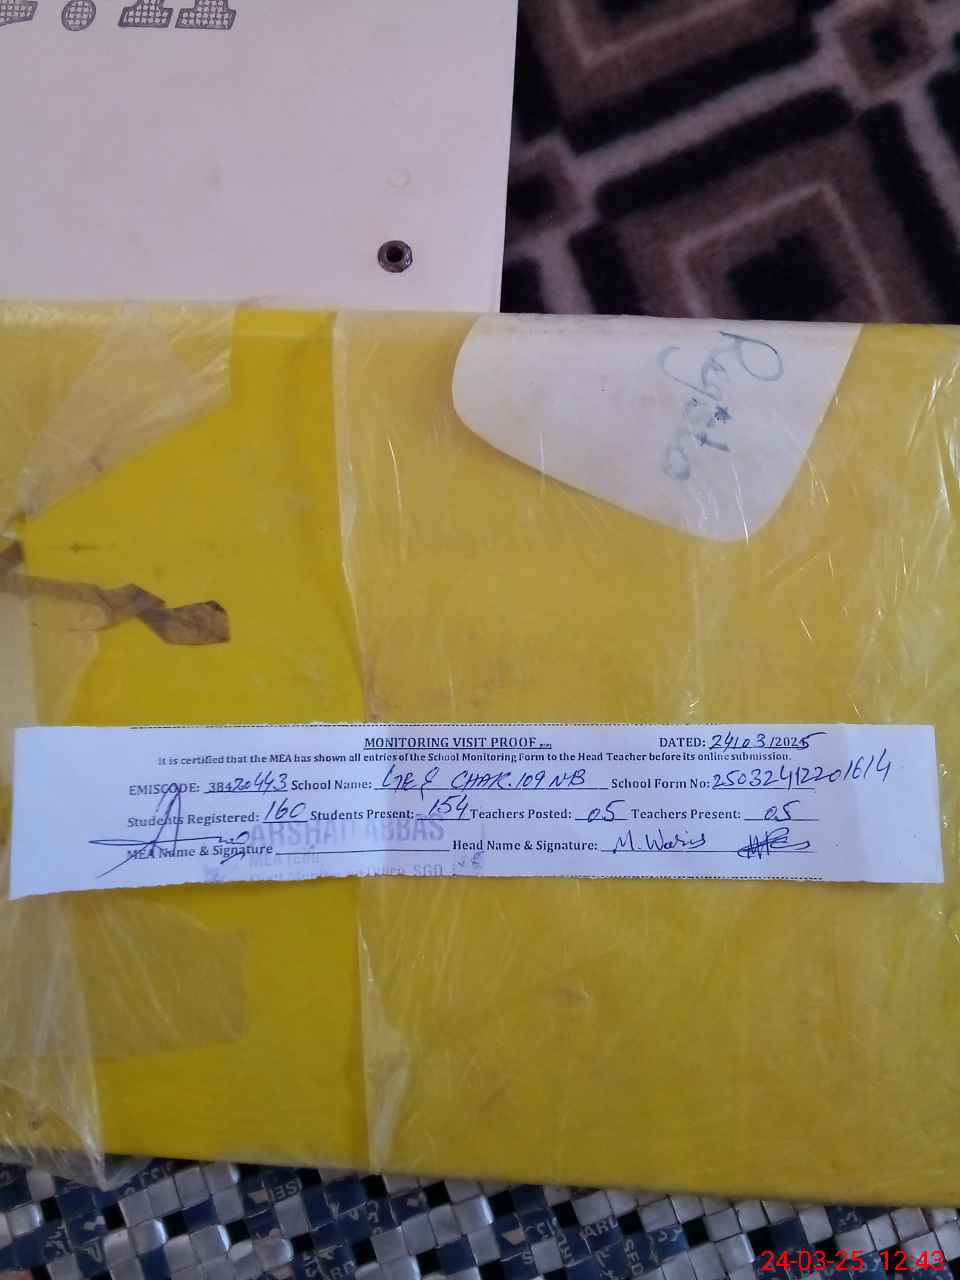 Register
MONITORING VISIT PROOF
DATED: 24/03/2025
It is certified that the MEA has shown all entries of the School Monitoring Form to the Head Teacher before its online submission.
EMISCODE: 38420443 School Name: CHAK.109 NB School Form No: 25032412201614
Students Registered: 160 Students Present: 154 Teachers Posted: 05 Teachers Present: 05
ARSHAD ABBAS
MEA Name & Signature Head Name & Signature: M. Waris
SGD
24-03-25 12:43